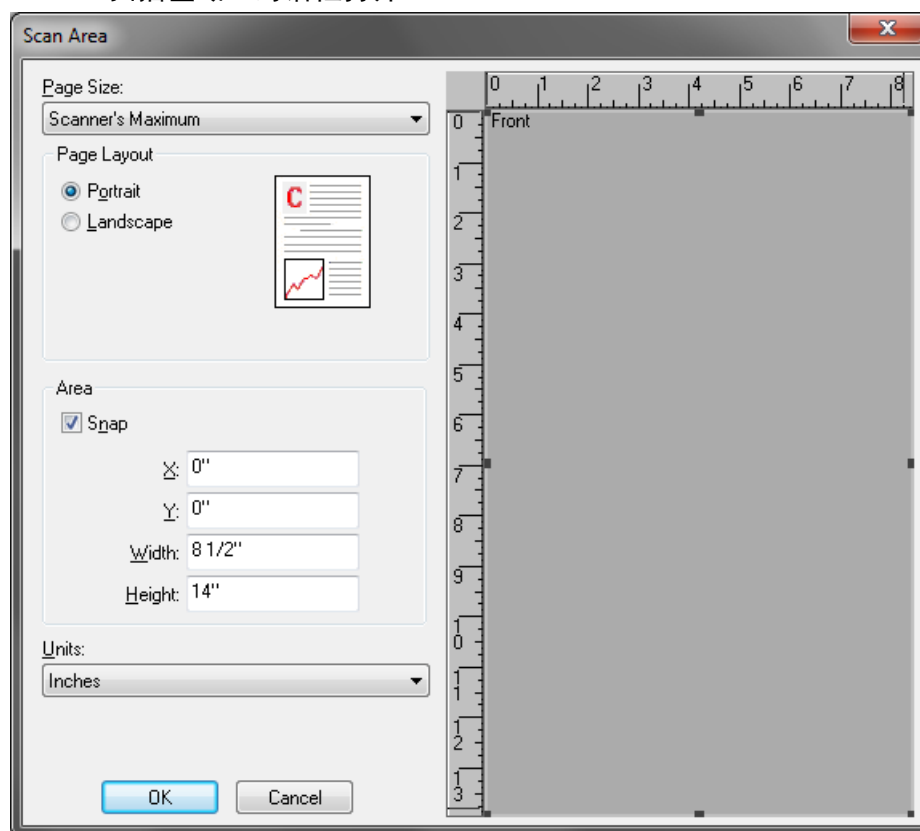 Scan Area
Page Size:
Scanner's Maximum
Page Layout
Portrait
Landscape
C
Area
Snap
X: 0"
Y: 0"
Width: 8 1/2"
Height: 14"
Units:
Inches
OK Cancel
0 1 2 3 4 5 6 7 8
Front
0
1
2
3
4
5
6
7
8
9
10
11
12
13